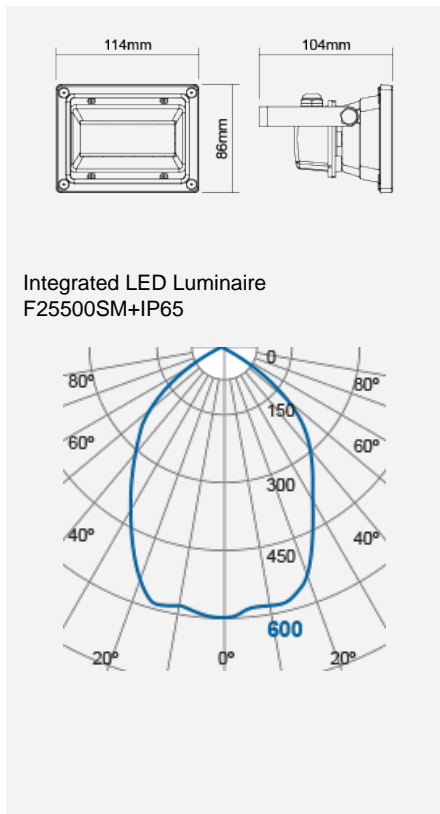 114mm
104mm
86mm
Integrated LED Luminaire
F25500SM+IP65
0
80º
80º
150
60º
60º
300
40º
40º
450
600
20º
0º
20º